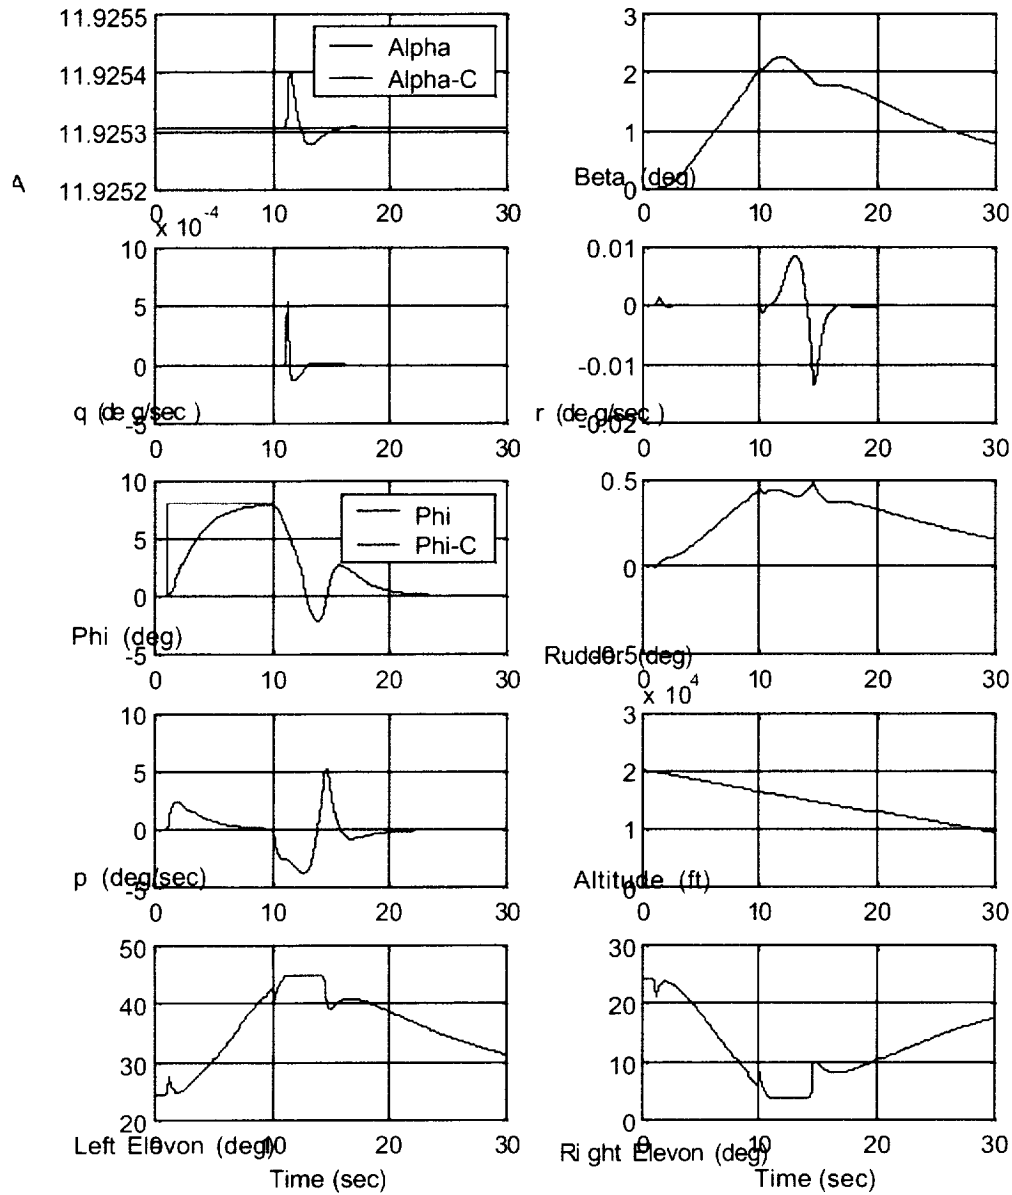 11.9255
11.9254
11.9253
11.9252
Alpha
Alpha-C
0 10 20 30
3
2
1
0
Beta (deg)
0 10 20 30
x 10-4
10
5
0
-5
q (deg/sec)
0 10 20 30
0.01
0
-0.01
-0.02
r (deg/sec)
0 10 20 30
10
5
0
-5
Phi
Phi-C
Phi (deg)
0 10 20 30
0.5
0
-0.5
Rudder (deg)
0 10 20 30
10
5
0
-5
p (deg/sec)
0 10 20 30
x 10 4
3
2
1
0
Altitude (ft)
0 10 20 30
50
40
30
20
Left Elevon (deg)
0 10 20 30
Time (sec)
30
20
10
0
Right Elevon (deg)
0 10 20 30
Time (sec)